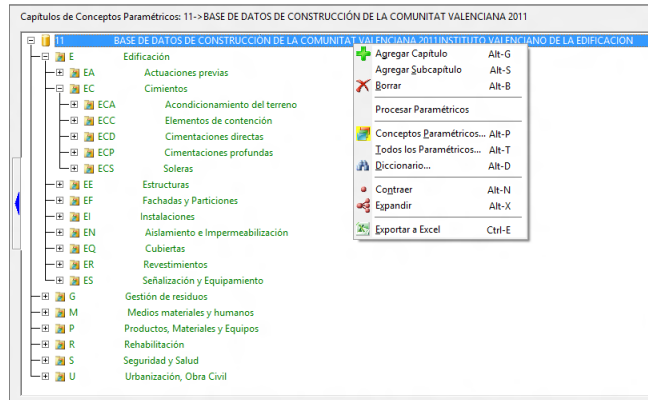 Capítulos de Conceptos Paramétricos: 11->BASE DE DATOS DE CONSTRUCCIÓN DE LA COMUNITAT VALENCIANA 2011
11 BASE DE DATOS DE CONSTRUCCIÓN DE LA COMUNITAT VALENCIANA 2011INSTITUTO VALENCIANO DE LA EDIFICACION
E Edificación
EA Actuaciones previas
EC Cimientos
ECA Acondicionamiento del terreno
ECC Elementos de contención
ECD Cimentaciones directas
ECP Cimentaciones profundas
ECS Soleras
EE Estructuras
EF Fachadas y Particiones
EI Instalaciones
EN Aislamiento e Impermeabilización
EQ Cubiertas
ER Revestimientos
ES Señalización y Equipamiento
G Gestión de residuos
M Medios materiales y humanos
P Productos, Materiales y Equipos
R Rehabilitación
S Seguridad y Salud
U Urbanización, Obra Civil
Agregar Capítulo Alt-G
Agregar Subcapítulo Alt-S
Borrar Alt-B
Procesar Paramétricos
Conceptos Paramétricos... Alt-P
Todos los Paramétricos... Alt-T
Diccionario... Alt-D
Contraer Alt-N
Expandir Alt-X
Exportar a Excel Ctrl-E